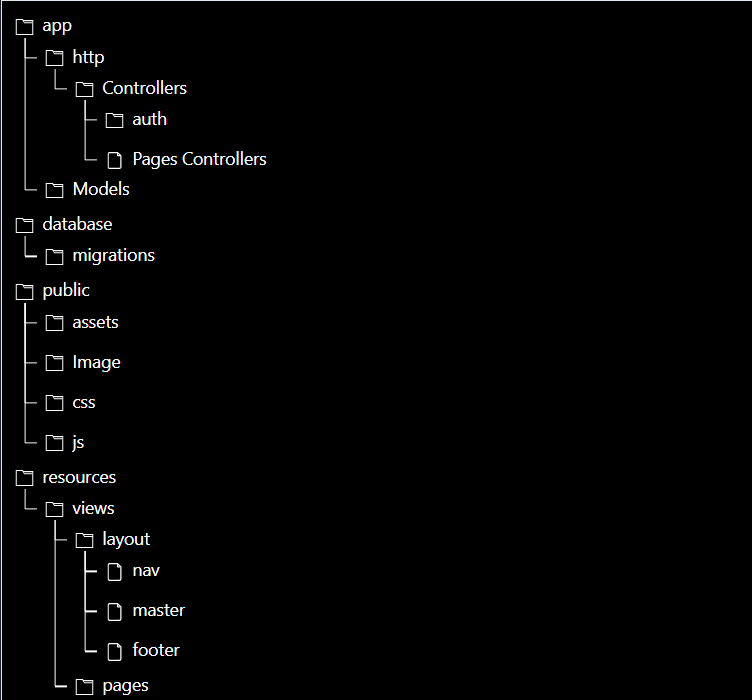 app
http
Controllers
auth
Pages Controllers
Models
database
migrations
public
assets
Image
css
js
resources
views
layout
nav
master
footer
pages